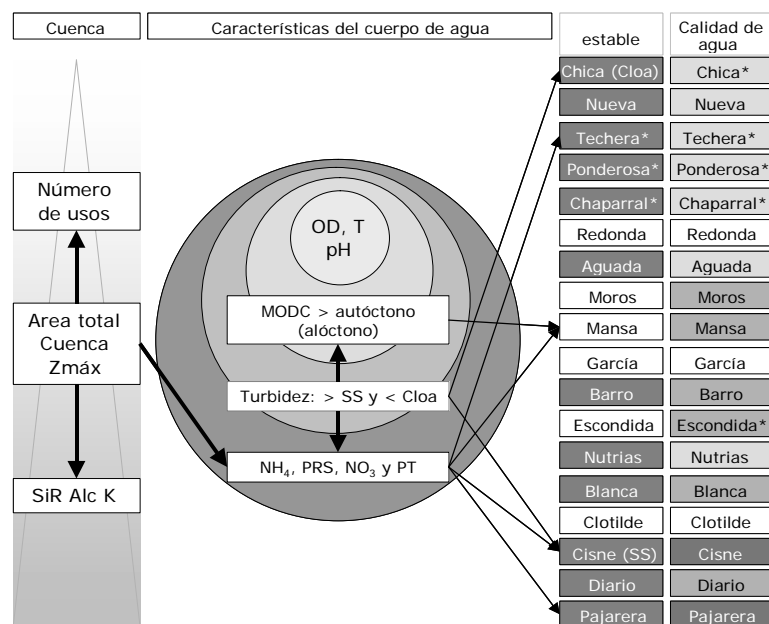 Cuenca
Características del cuerpo de agua
estable
Calidad de
agua
Número
de usos
Area total
Cuenca
Zmáx
SiR Alc K
OD, T
pH
MODC > autóctono
(alóctono)
Turbidez: > SS y < Cloa
NH₄, PRS, NO₃ y PT
Chica (Cloa) Chica*
Nueva Nueva
Techera* Techera*
Ponderosa* Ponderosa*
Chaparral* Chaparral*
Redonda Redonda
Aguada Aguada
Moros Moros
Mansa Mansa
García García
Barro Barro
Escondida Escondida*
Nutrias Nutrias
Blanca Blanca
Clotilde Clotilde
Cisne (SS) Cisne
Diario Diario
Pajarera Pajarera